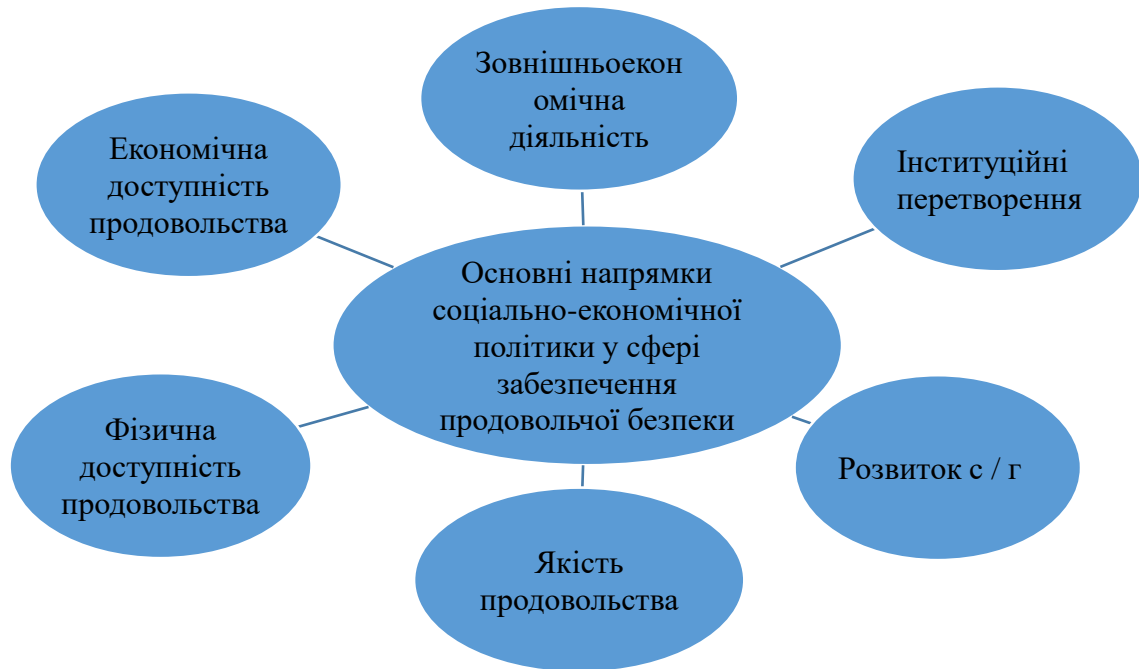 Зовнішньоекон
омічна
діяльність
Економічна
доступність
продовольства
Інституційні
перетворення
Основні напрямки
соціально-економічної
політики у сфері
забезпечення
продовольчої безпеки
Фізична
доступність
продовольства
Розвиток с / г
Якість
продовольства